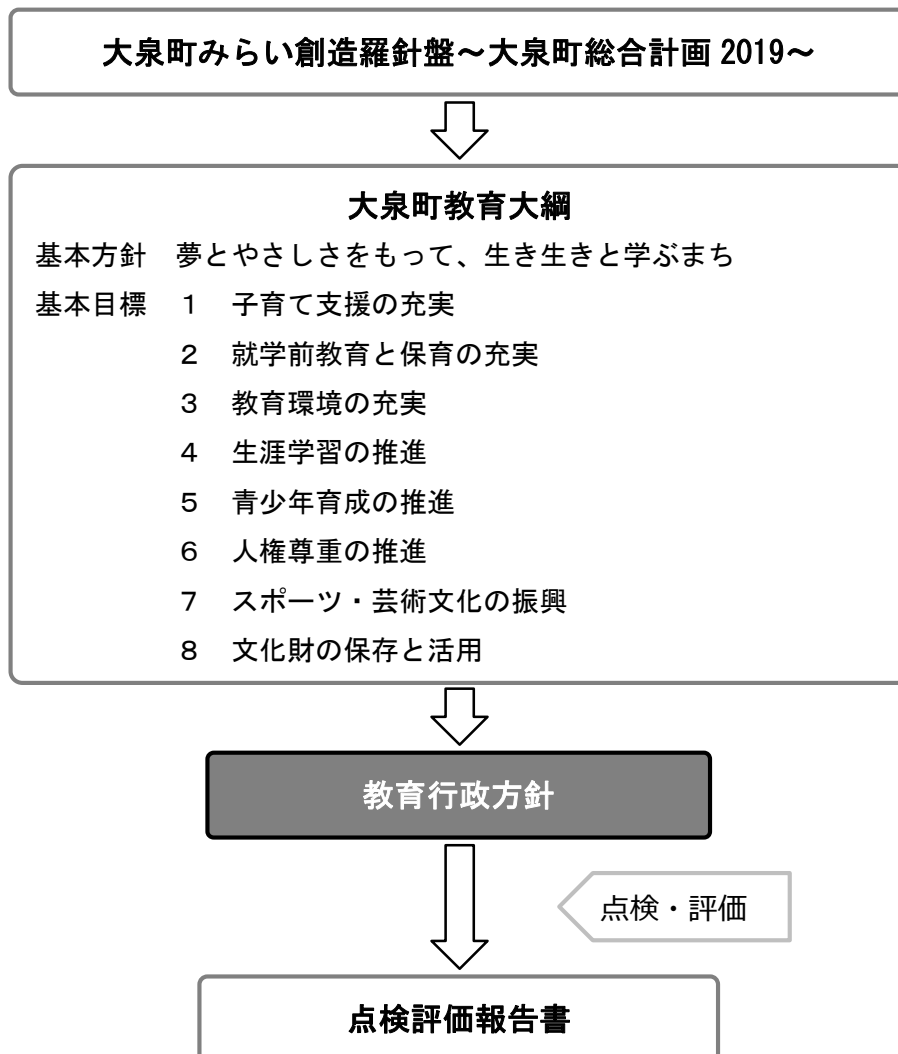 大泉町みらい創造羅針盤～大泉町総合計画 2019～
大泉町教育大綱
基本方針　夢とやさしさをもって、生き生きと学ぶまち
基本目標　１　子育て支援の充実
２　就学前教育と保育の充実
３　教育環境の充実
４　生涯学習の推進
５　青少年育成の推進
６　人権尊重の推進
７　スポーツ・芸術文化の振興
８　文化財の保存と活用
教育行政方針
点検・評価
点検評価報告書